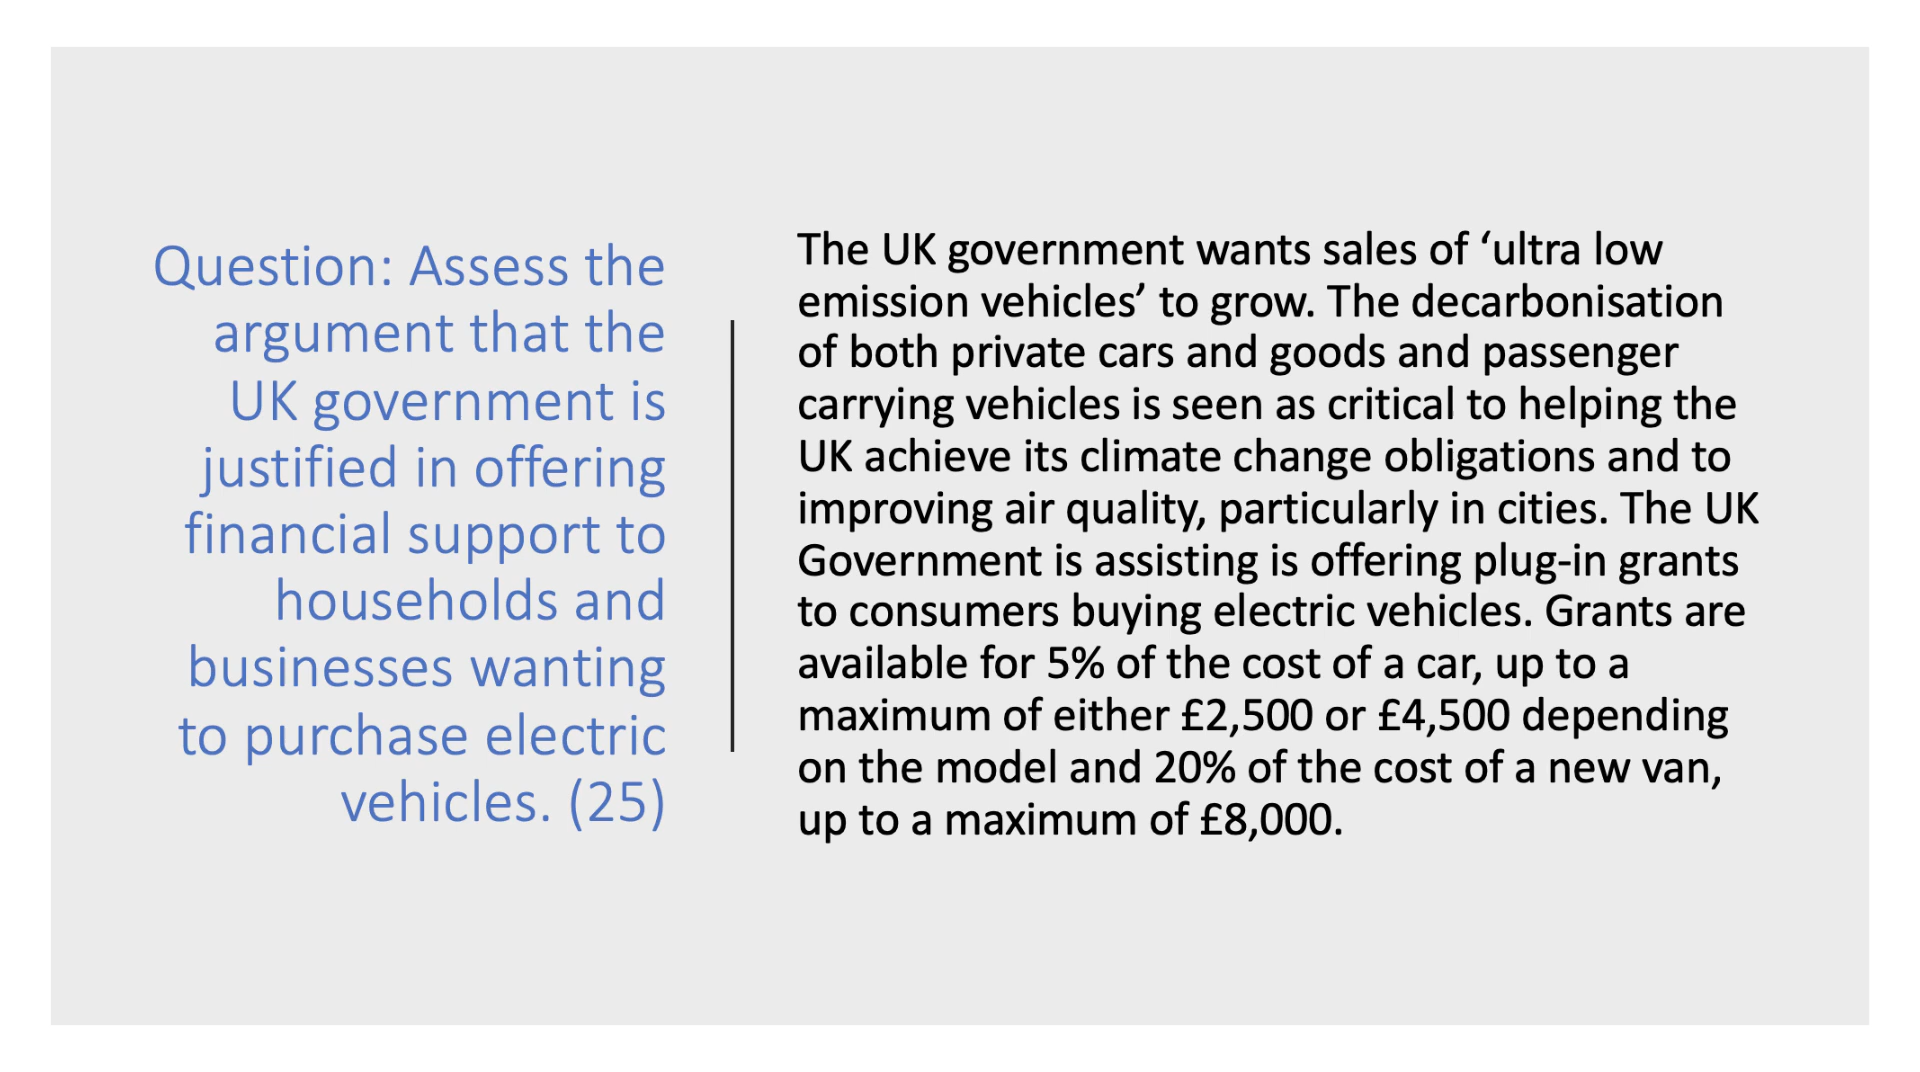 Question: Assess the
argument that the
UK government is
justified in offering
financial support to
households and
businesses wanting
to purchase electric
vehicles. (25)
The UK government wants sales of ‘ultra low
emission vehicles’ to grow. The decarbonisation
of both private cars and goods and passenger
carrying vehicles is seen as critical to helping the
UK achieve its climate change obligations and to
improving air quality, particularly in cities. The UK
Government is assisting is offering plug-in grants
to consumers buying electric vehicles. Grants are
available for 5% of the cost of a car, up to a
maximum of either £2,500 or £4,500 depending
on the model and 20% of the cost of a new van,
up to a maximum of £8,000.